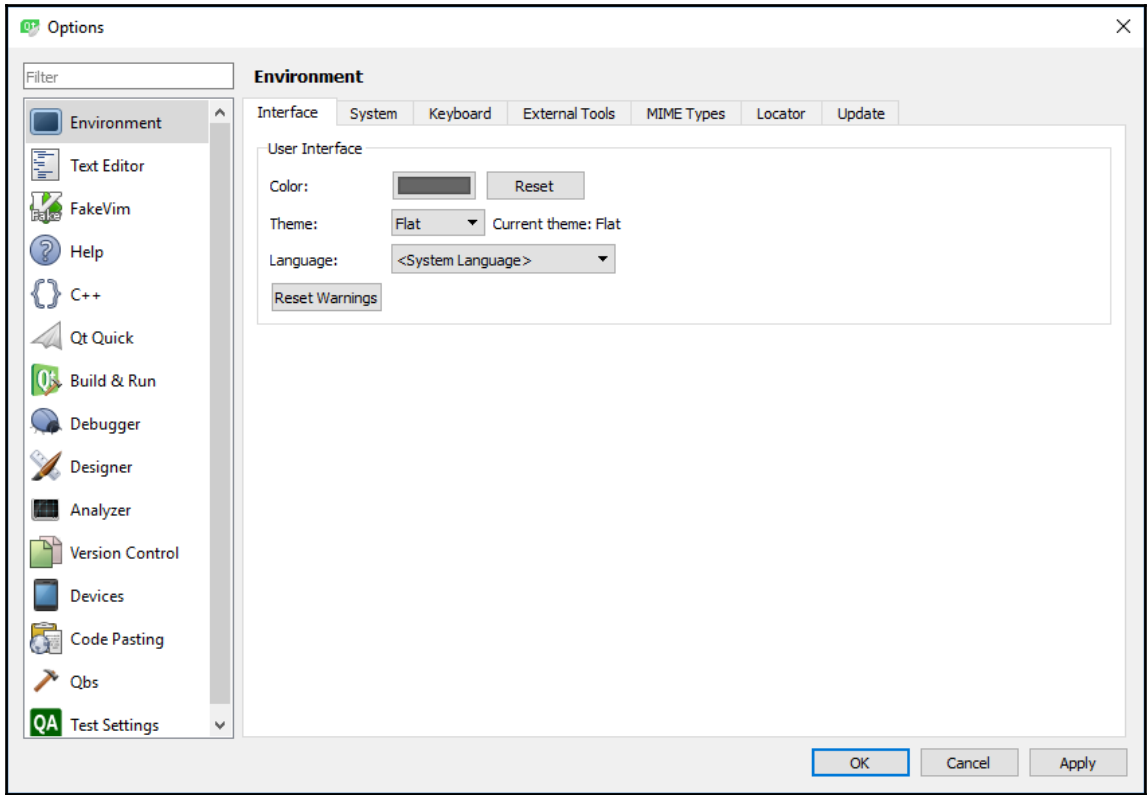 Options
Filter
Environment
Text Editor
FakeVim
Help
C++
Qt Quick
Build & Run
Debugger
Designer
Analyzer
Version Control
Devices
Code Pasting
Qbs
QA Test Settings
Environment
Interface System Keyboard External Tools MIME Types Locator Update
User Interface
Color: Reset
Theme: Flat Current theme: Flat
Language: <System Language>
Reset Warnings
OK Cancel Apply